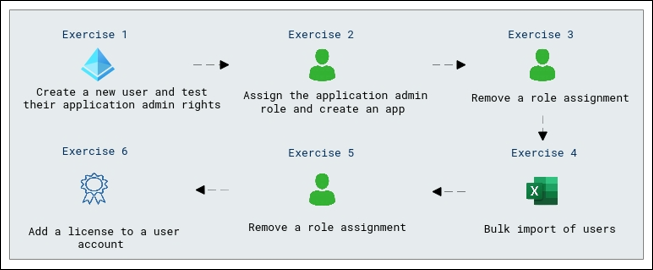 Exercise 1
Create a new user and test
their application admin rights
Exercise 2
Assign the application admin
role and create an app
Exercise 3
Remove a role assignment
Exercise 4
X
Bulk import of users
Exercise 5
Remove a role assignment
Exercise 6
Add a license to a user
account